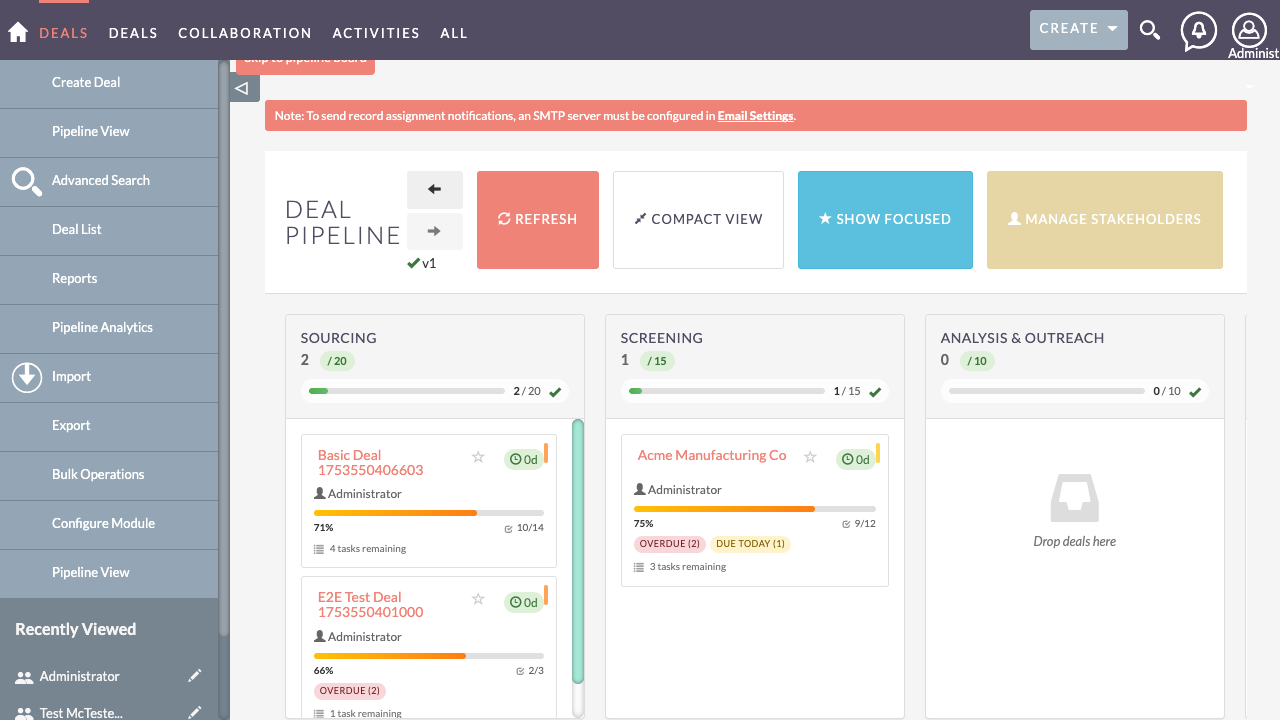 DEALS DEALS COLLABORATION ACTIVITIES ALL CREATE
Administ
Create Deal
Pipeline View
Advanced Search
Deal List
Reports
Pipeline Analytics
Import
Export
Bulk Operations
Configure Module
Pipeline View
Recently Viewed
Administrator
Test McTeste...
Skip to pipeline board
Note: To send record assignment notifications, an SMTP server must be configured in Email Settings.
DEAL
PIPELINE
v1
REFRESH
COMPACT VIEW
SHOW FOCUSED
MANAGE STAKEHOLDERS
SOURCING
2 / 20
2 / 20
Basic Deal
1753550406603
0d
Administrator
71% 10/14
4 tasks remaining
E2E Test Deal
1753550401000
0d
Administrator
66% 2/3
OVERDUE (2)
1 task remaining
SCREENING
1 / 15
1 / 15
Acme Manufacturing Co
0d
Administrator
75% 9/12
OVERDUE (2) DUE TODAY (1)
3 tasks remaining
ANALYSIS & OUTREACH
0 / 10
0 / 10
Drop deals here